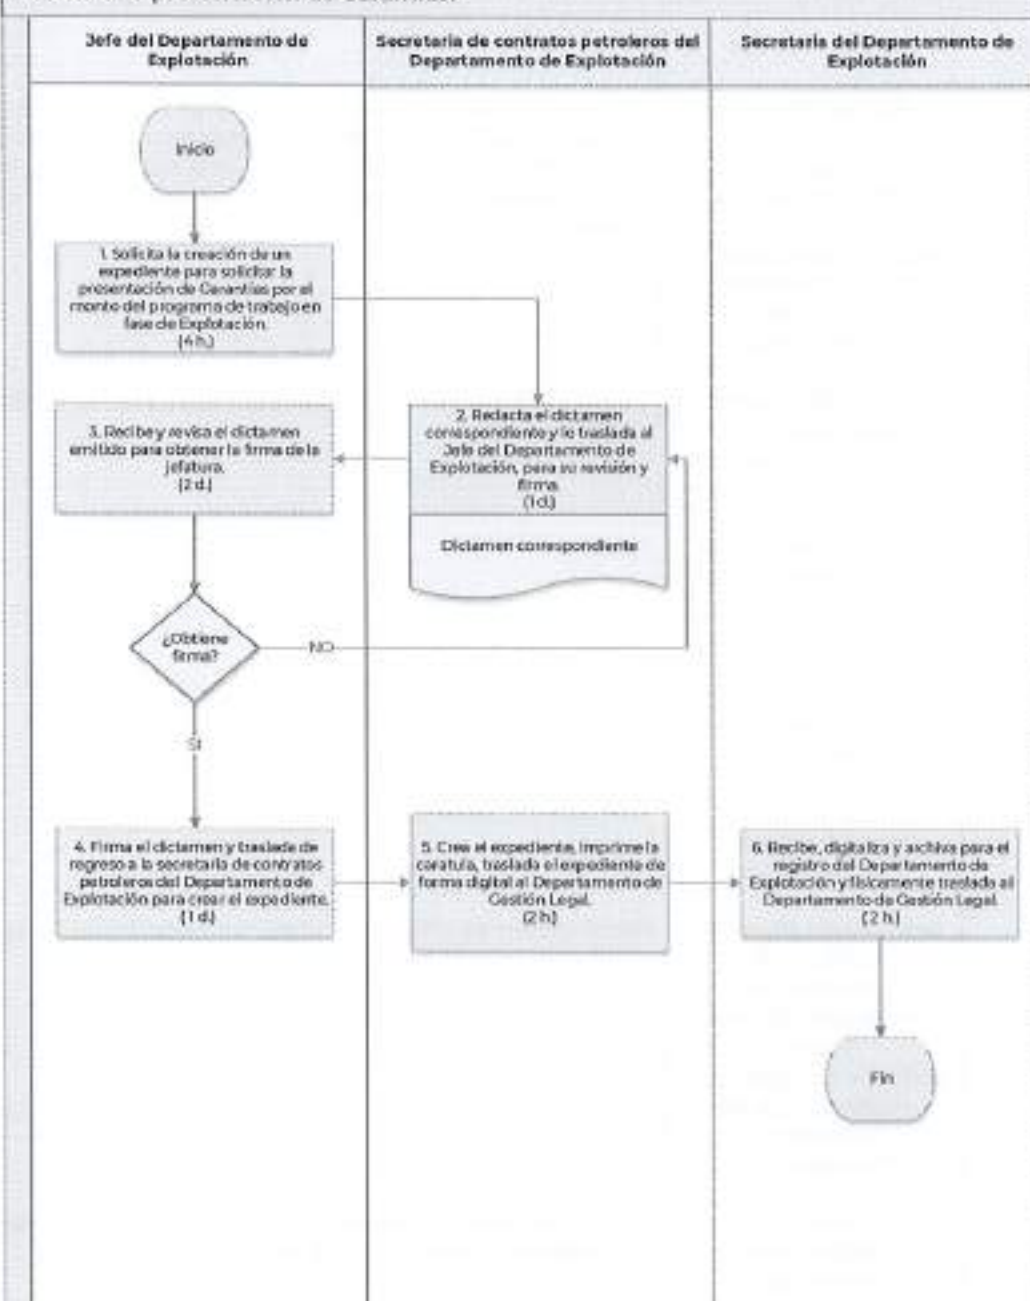 Jefe del Departamento de
Explotación
Secretaria de contratos petroleros del
Departamento de Explotación
Secretaria del Departamento de
Explotación
Inicio
1. Solicita la creación de un
expediente para solicitar la
presentación de Garantías por el
monto del programa de trabajo en
fase de Explotación.
(4 h.)
2. Redacta el dictamen
correspondiente y lo traslada al
Jefe del Departamento de
Explotación, para su revisión y
firma.
(1 d.)
Dictamen correspondiente
3. Recibe y revisa el dictamen
emitido para obtener la firma de la
jefatura.
(2 d.)
¿Obtiene
firma?
NO
SI
4. Firma el dictamen y traslada de
regreso a la secretaría de contratos
petroleros del Departamento de
Explotación para crear el expediente.
(1 d.)
5. Crea el expediente, imprime la
caratula, traslada el expediente de
forma digital al Departamento de
Gestión Legal.
(2 h.)
6. Recibe, digitaliza y archiva para el
registro del Departamento de
Explotación y físicamente traslada al
Departamento de Gestión Legal.
(2 h.)
Fin